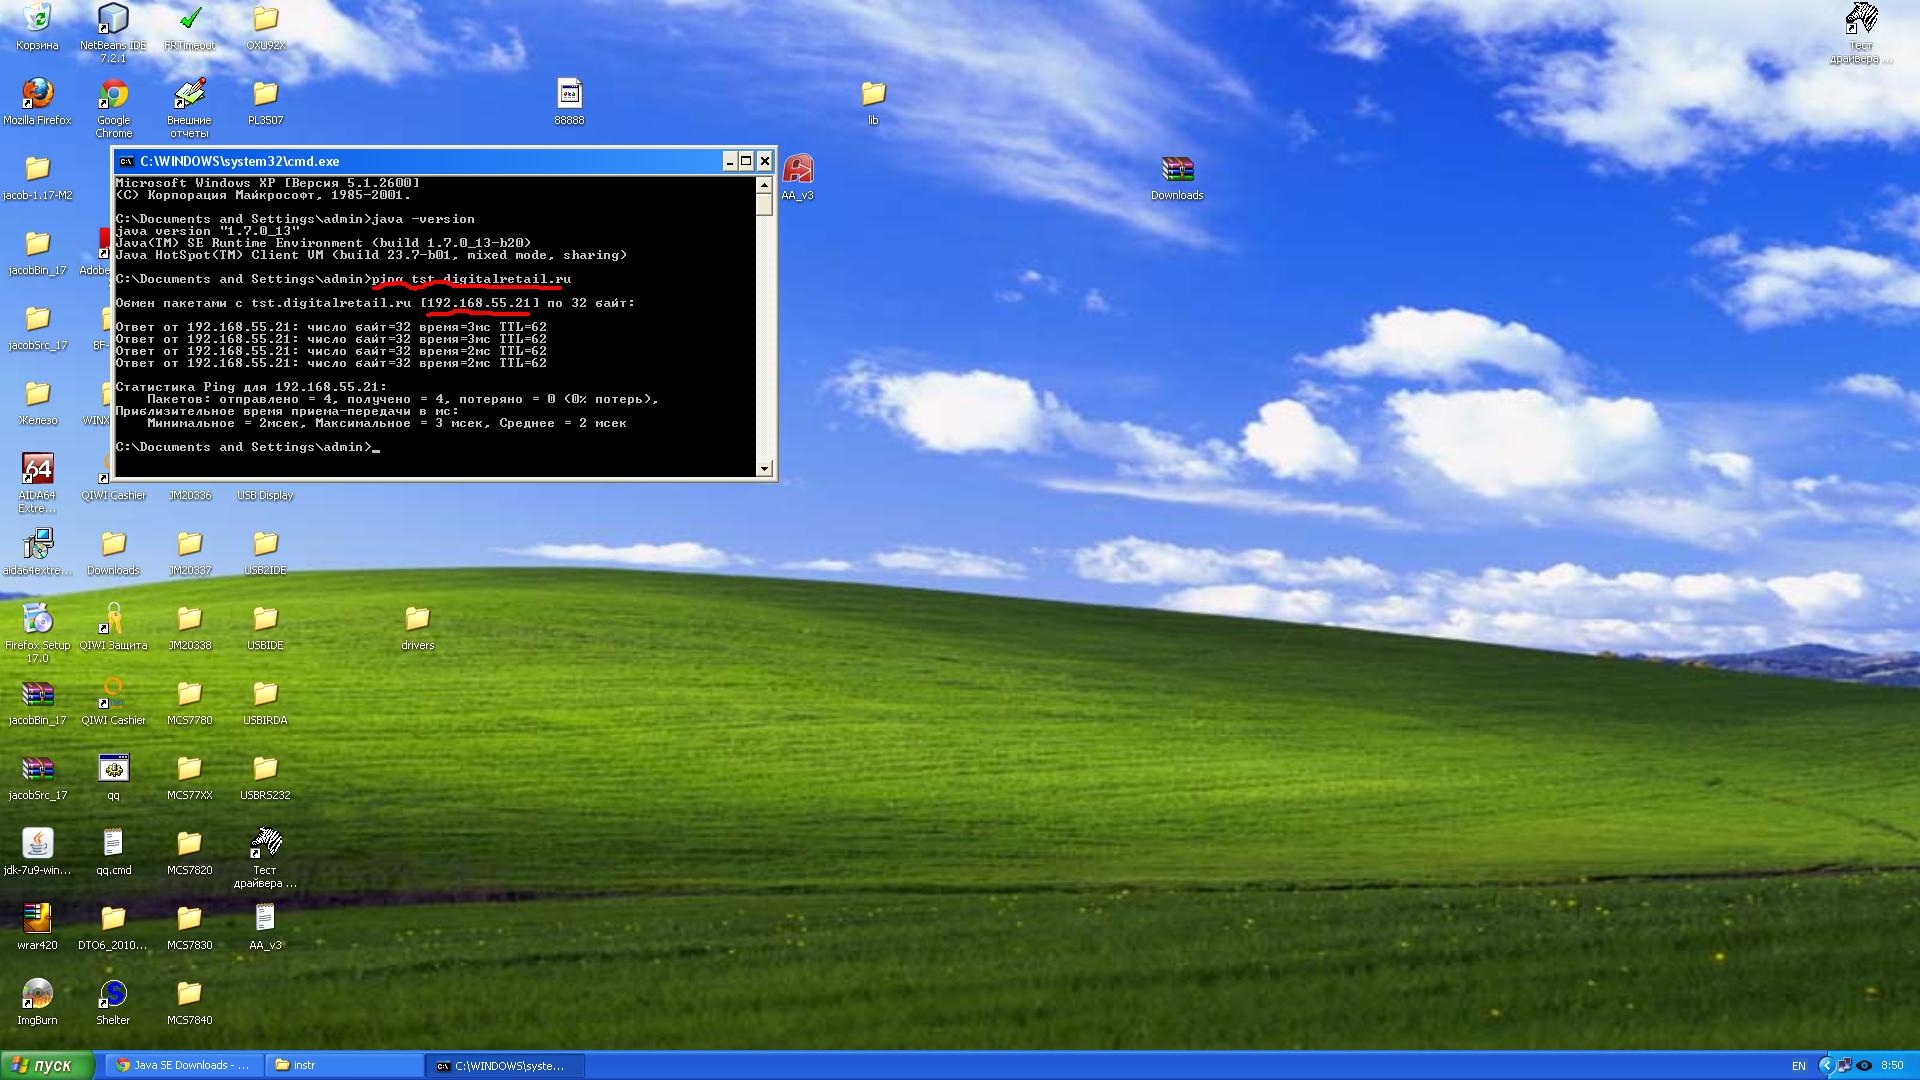 Корзина
NetBeans IDE
7.2.1
FRTimeout
OXU92X
Тест
драйвера ...
Mozilla Firefox
Google
Chrome
Внешние
отчеты
PL3507
88888
lib
jacob-1.17-M2
AA_v3
Downloads
C:\WINDOWS\system32\cmd.exe
Microsoft Windows XP [Версия 5.1.2600]
(С) Корпорация Майкрософт, 1985-2001.
C:\Documents and Settings\admin>java -version
java version "1.7.0_13"
Java(TM) SE Runtime Environment (build 1.7.0_13-b20)
Java HotSpot(TM) Client VM (build 23.7-b01, mixed mode, sharing)
C:\Documents and Settings\admin>ping tst.digitalretail.ru
Обмен пакетами с tst.digitalretail.ru [192.168.55.21] по 32 байт:
Ответ от 192.168.55.21: число байт=32 время=3мс TTL=62
Ответ от 192.168.55.21: число байт=32 время=3мс TTL=62
Ответ от 192.168.55.21: число байт=32 время=2мс TTL=62
Ответ от 192.168.55.21: число байт=32 время=2мс TTL=62
Статистика Ping для 192.168.55.21:
Пакетов: отправлено = 4, получено = 4, потеряно = 0 (0% потерь),
Приблизительное время приема-передачи в мс:
Минимальное = 2мсек, Максимальное = 3 мсек, Среднее = 2 мсек
C:\Documents and Settings\admin>_
jacobBin_17
Adobe
jacobSrc_17
BF-
Железо
WINX
AIDA64
Extre...
QIWI Cashier
JM20336
USB Display
aida64extre...
Downloads
JM20337
USB2IDE
Firefox Setup
17.0
QIWI Защита
JM20338
USBIDE
drivers
jacobBin_17
QIWI Cashier
MCS7780
USBIRDA
jacobSrc_17
qq
MCS77XX
USBRS232
jdk-7u9-win...
qq.cmd
MCS7820
Тест
драйвера ...
wrar420
DTO6_2010...
MCS7830
AA_v3
ImgBurn
Shelter
MCS7840
пуск
Java SE Downloads - ...
instr
C:\WINDOWS\syste...
EN
8:50